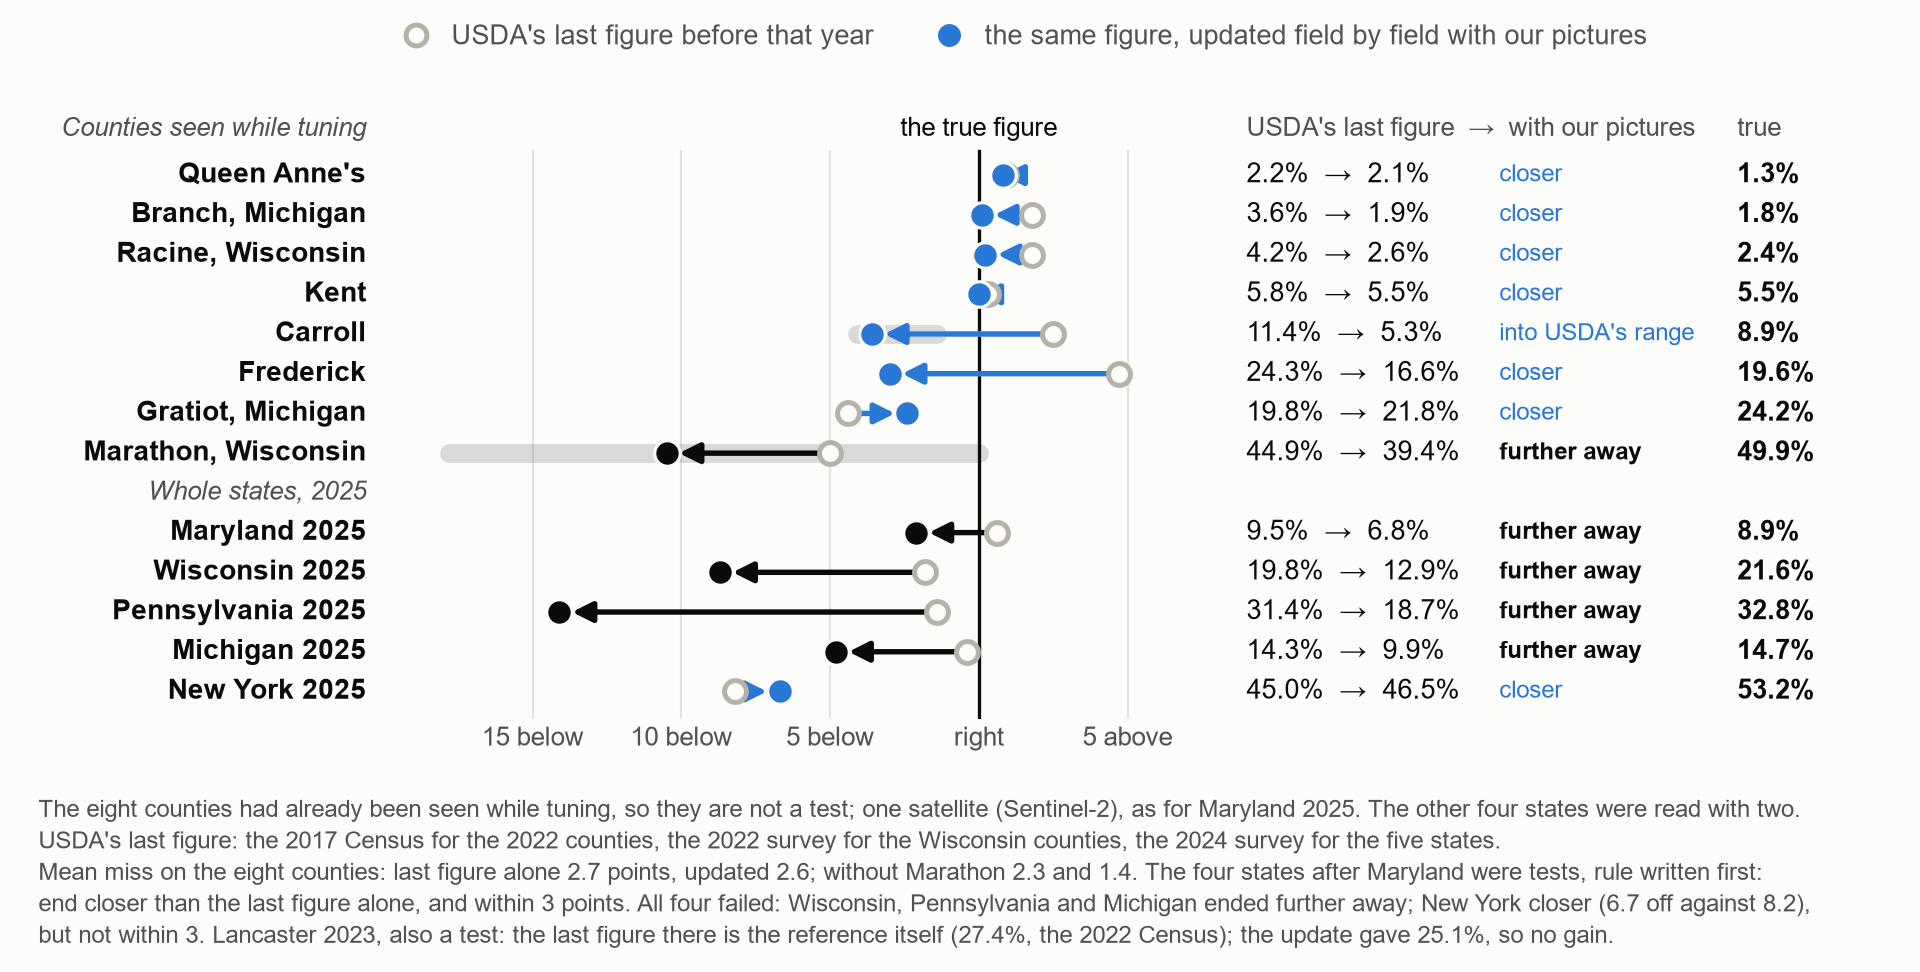 USDA's last figure before that year the same figure, updated field by field with our pictures
Counties seen while tuning the true figure USDA's last figure → with our pictures true
Queen Anne's 2.2% → 2.1% closer 1.3%
Branch, Michigan 3.6% → 1.9% closer 1.8%
Racine, Wisconsin 4.2% → 2.6% closer 2.4%
Kent 5.8% → 5.5% closer 5.5%
Carroll 11.4% → 5.3% into USDA's range 8.9%
Frederick 24.3% → 16.6% closer 19.6%
Gratiot, Michigan 19.8% → 21.8% closer 24.2%
Marathon, Wisconsin 44.9% → 39.4% further away 49.9%
Whole states, 2025
Maryland 2025 9.5% → 6.8% further away 8.9%
Wisconsin 2025 19.8% → 12.9% further away 21.6%
Pennsylvania 2025 31.4% → 18.7% further away 32.8%
Michigan 2025 14.3% → 9.9% further away 14.7%
New York 2025 45.0% → 46.5% closer 53.2%
15 below 10 below 5 below right 5 above
The eight counties had already been seen while tuning, so they are not a test; one satellite (Sentinel-2), as for Maryland 2025. The other four states were read with two.
USDA's last figure: the 2017 Census for the 2022 counties, the 2022 survey for the Wisconsin counties, the 2024 survey for the five states.
Mean miss on the eight counties: last figure alone 2.7 points, updated 2.6; without Marathon 2.3 and 1.4. The four states after Maryland were tests, rule written first:
end closer than the last figure alone, and within 3 points. All four failed: Wisconsin, Pennsylvania and Michigan ended further away; New York closer (6.7 off against 8.2),
but not within 3. Lancaster 2023, also a test: the last figure there is the reference itself (27.4%, the 2022 Census); the update gave 25.1%, so no gain.